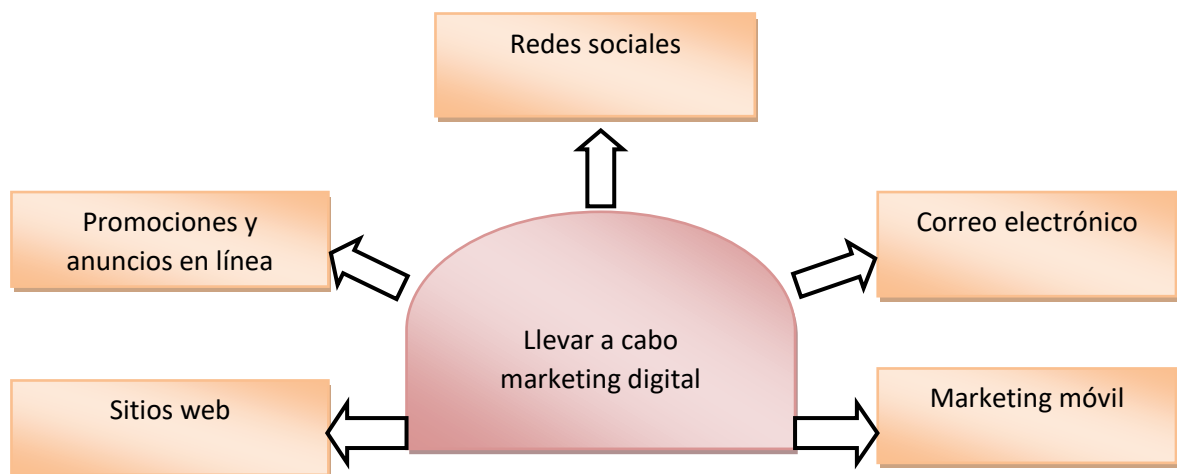 Redes sociales
Promociones y
anuncios en línea
Correo electrónico
Llevar a cabo
marketing digital
Sitios web
Marketing móvil